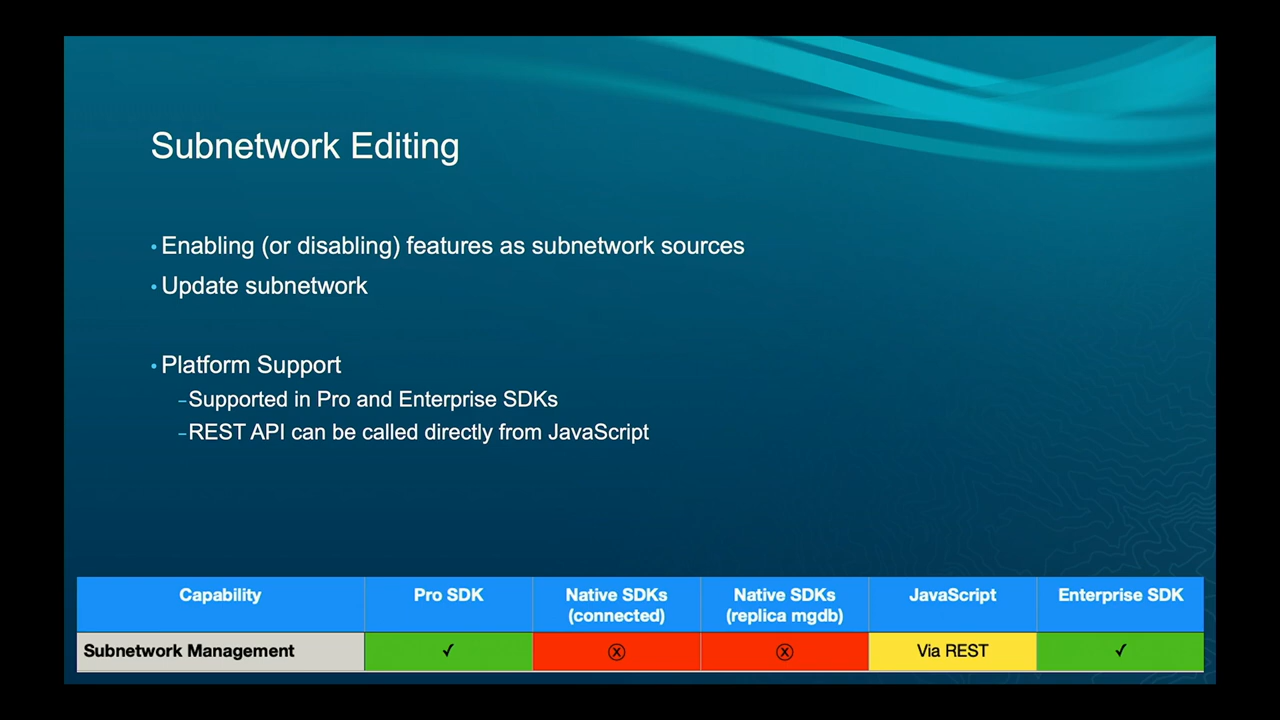 Subnetwork Editing
• Enabling (or disabling) features as subnetwork sources
• Update subnetwork
• Platform Support
–Supported in Pro and Enterprise SDKs
–REST API can be called directly from JavaScript
Capability Pro SDK Native SDKs (connected) Native SDKs (replica mgdb) JavaScript Enterprise SDK
Subnetwork Management ✓ ⓧ ⓧ Via REST ✓